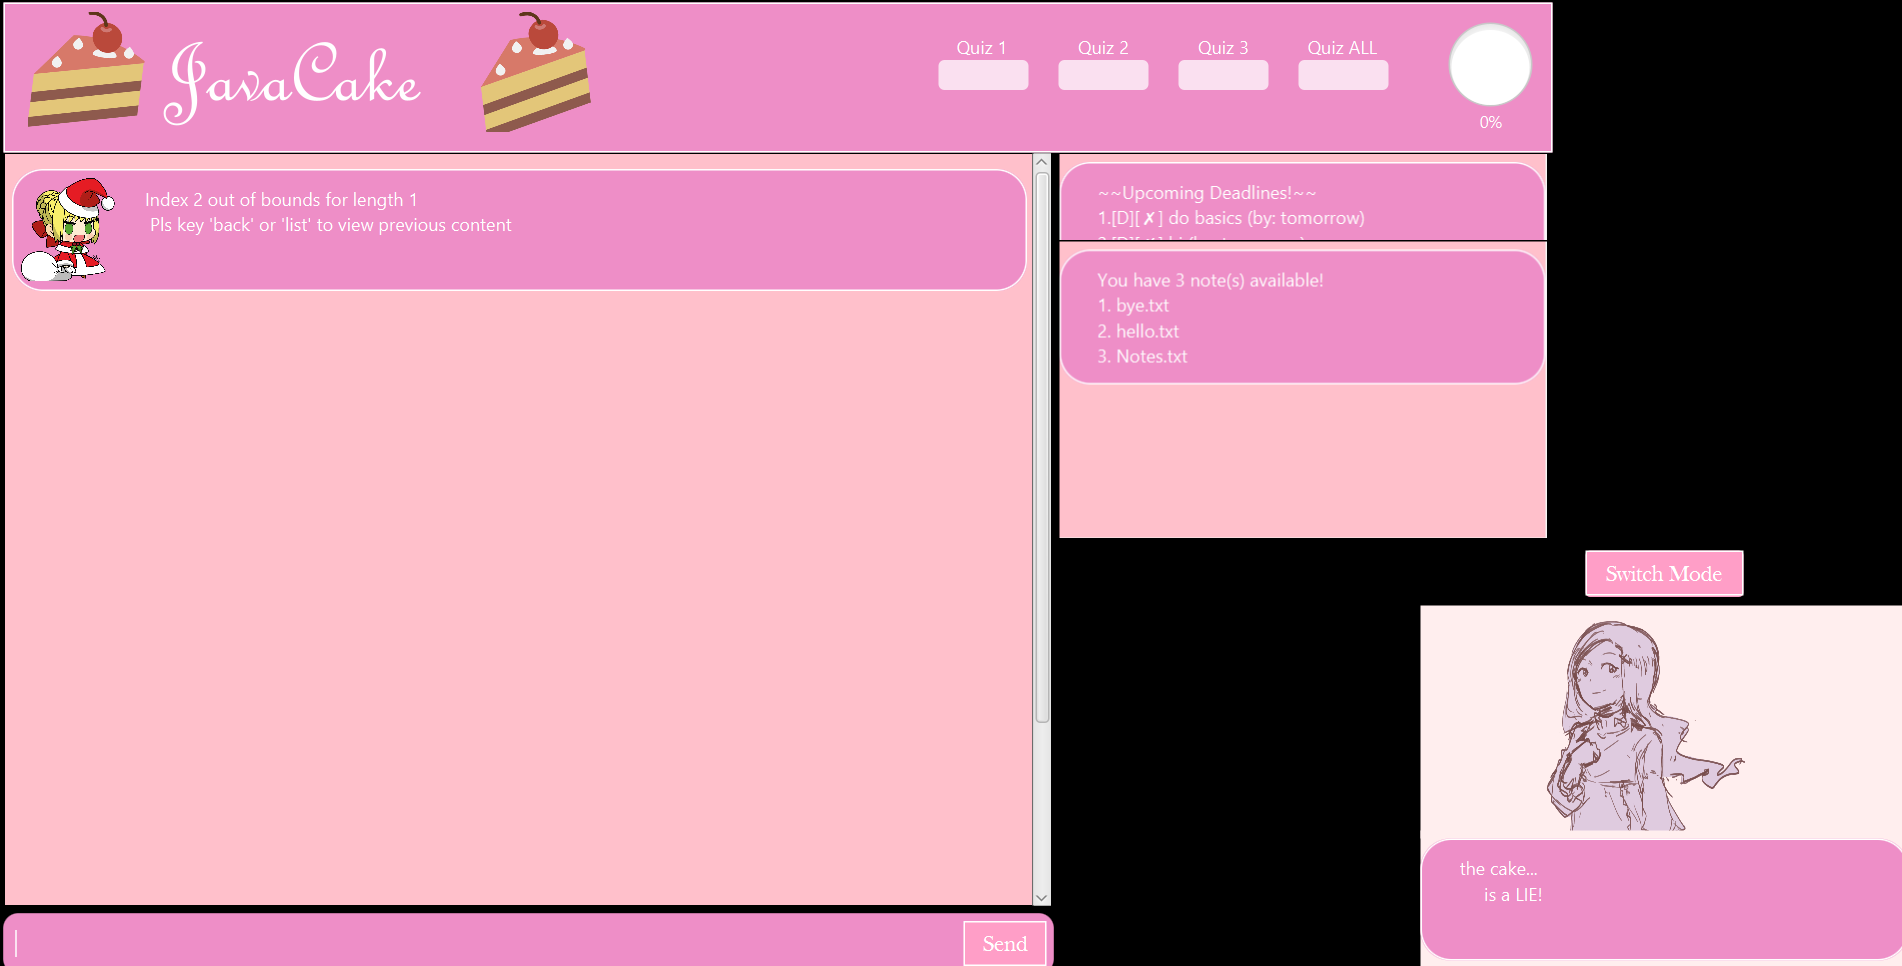 JavaCake
Quiz 1
Quiz 2
Quiz 3
Quiz ALL
0%
Index 2 out of bounds for length 1
Pls key 'back' or 'list' to view previous content
~~Upcoming Deadlines!~~
1.[D][✗] do basics (by: tomorrow)
You have 3 note(s) available!
1. bye.txt
2. hello.txt
3. Notes.txt
Switch Mode
the cake...
is a LIE!
Send